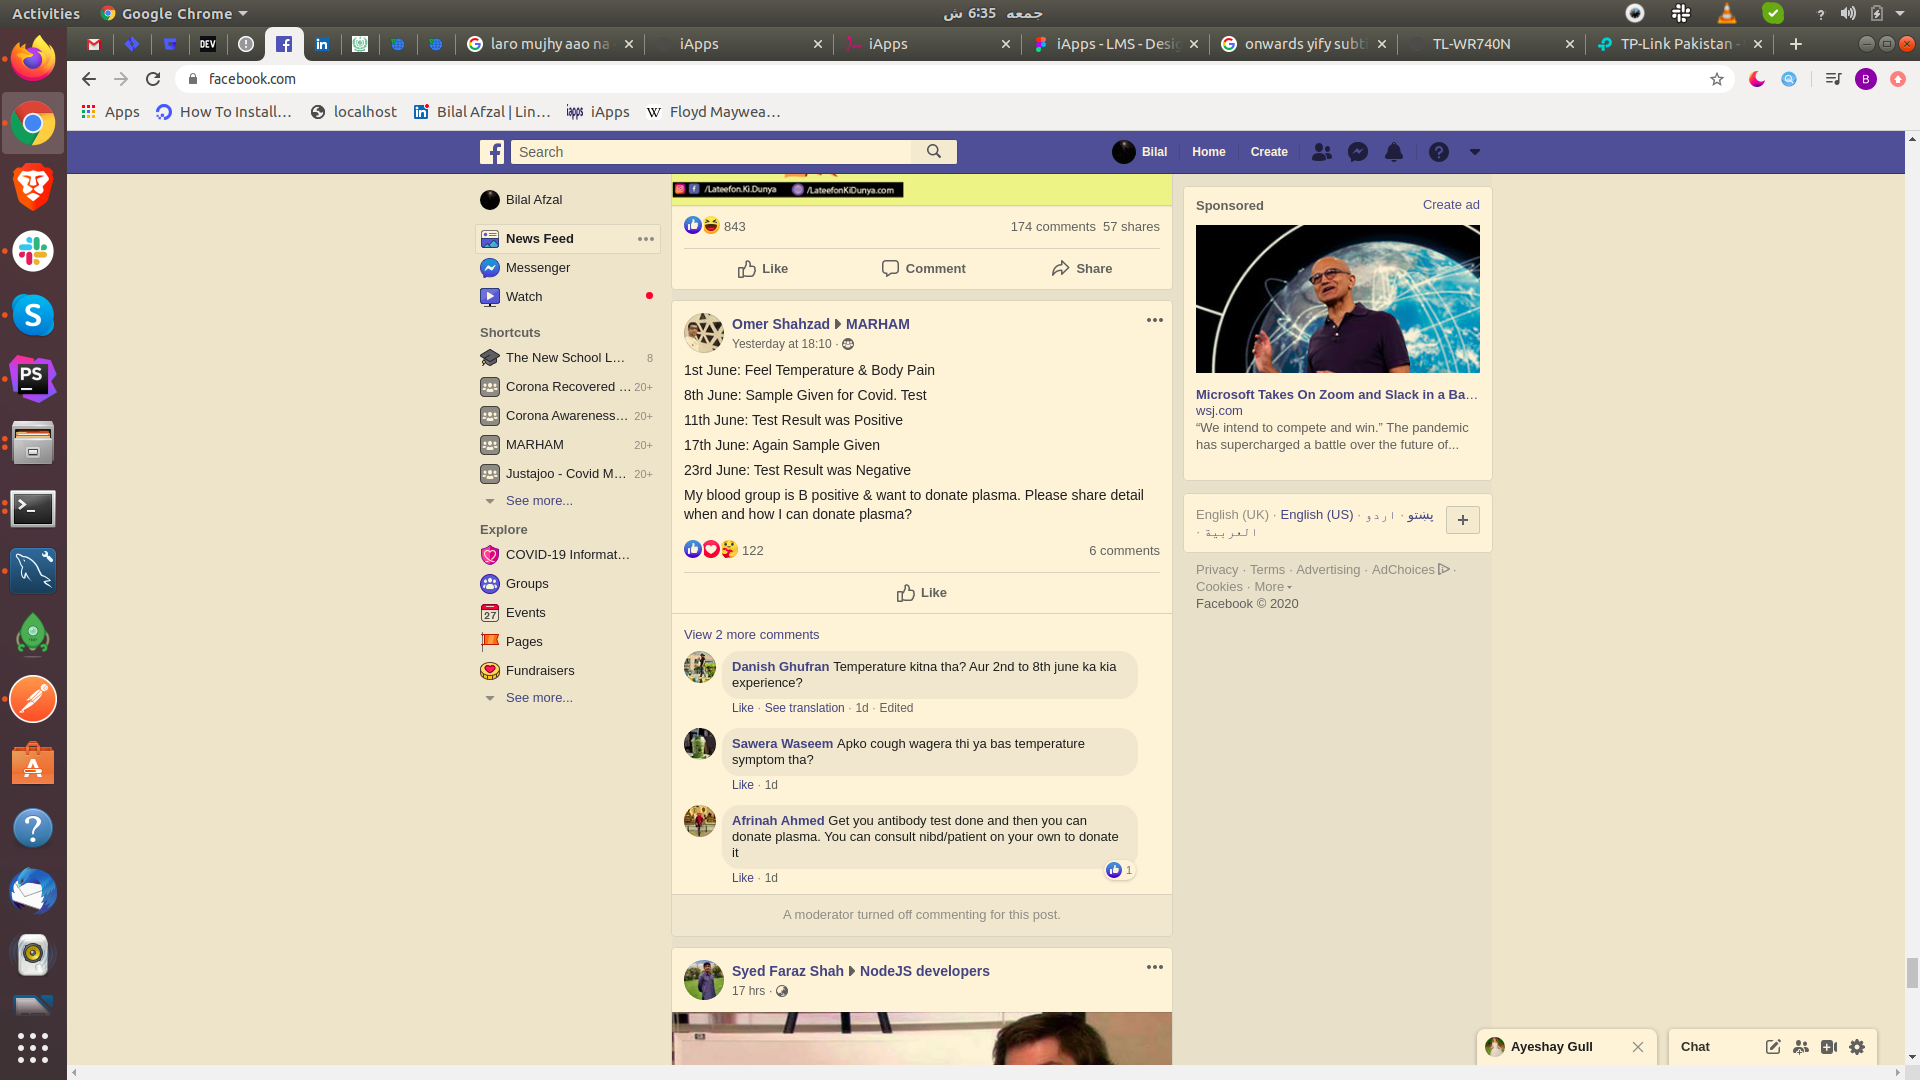 Activities
Google Chrome
جمعه 6:35 ش
laro mujhy aao na
iApps
iApps
iApps - LMS - Desig
onwards yify subti
TL-WR740N
TP-Link Pakistan -
facebook.com
Apps
How To Install...
localhost
Bilal Afzal | Lin...
iApps
Floyd Maywea...
Search
Bilal
Home
Create
Bilal Afzal
News Feed
Messenger
Watch
Shortcuts
The New School L... 8
Corona Recovered ... 20+
Corona Awareness... 20+
MARHAM 20+
Justajoo - Covid M... 20+
See more...
Explore
COVID-19 Informat...
Groups
Events
Pages
Fundraisers
See more...
/Lateefon.Ki.Dunya /LateefonKiDunya.com
843
174 comments 57 shares
Like Comment Share
Omer Shahzad MARHAM
Yesterday at 18:10 ·
1st June: Feel Temperature & Body Pain
8th June: Sample Given for Covid. Test
11th June: Test Result was Positive
17th June: Again Sample Given
23rd June: Test Result was Negative
My blood group is B positive & want to donate plasma. Please share detail
when and how I can donate plasma?
122
6 comments
Like
View 2 more comments
Danish Ghufran Temperature kitna tha? Aur 2nd to 8th june ka kia
experience?
Like · See translation · 1d · Edited
Sawera Waseem Apko cough wagera thi ya bas temperature
symptom tha?
Like · 1d
Afrinah Ahmed Get you antibody test done and then you can
donate plasma. You can consult nibd/patient on your own to donate
it
1
Like · 1d
A moderator turned off commenting for this post.
Syed Faraz Shah NodeJS developers
17 hrs ·
Sponsored
Create ad
Microsoft Takes On Zoom and Slack in a Ba...
wsj.com
“We intend to compete and win.” The pandemic
has supercharged a battle over the future of...
English (UK) · English (US) · اردو · پښتو
· العربية
Privacy · Terms · Advertising · AdChoices ·
Cookies · More
Facebook © 2020
Ayeshay Gull
Chat